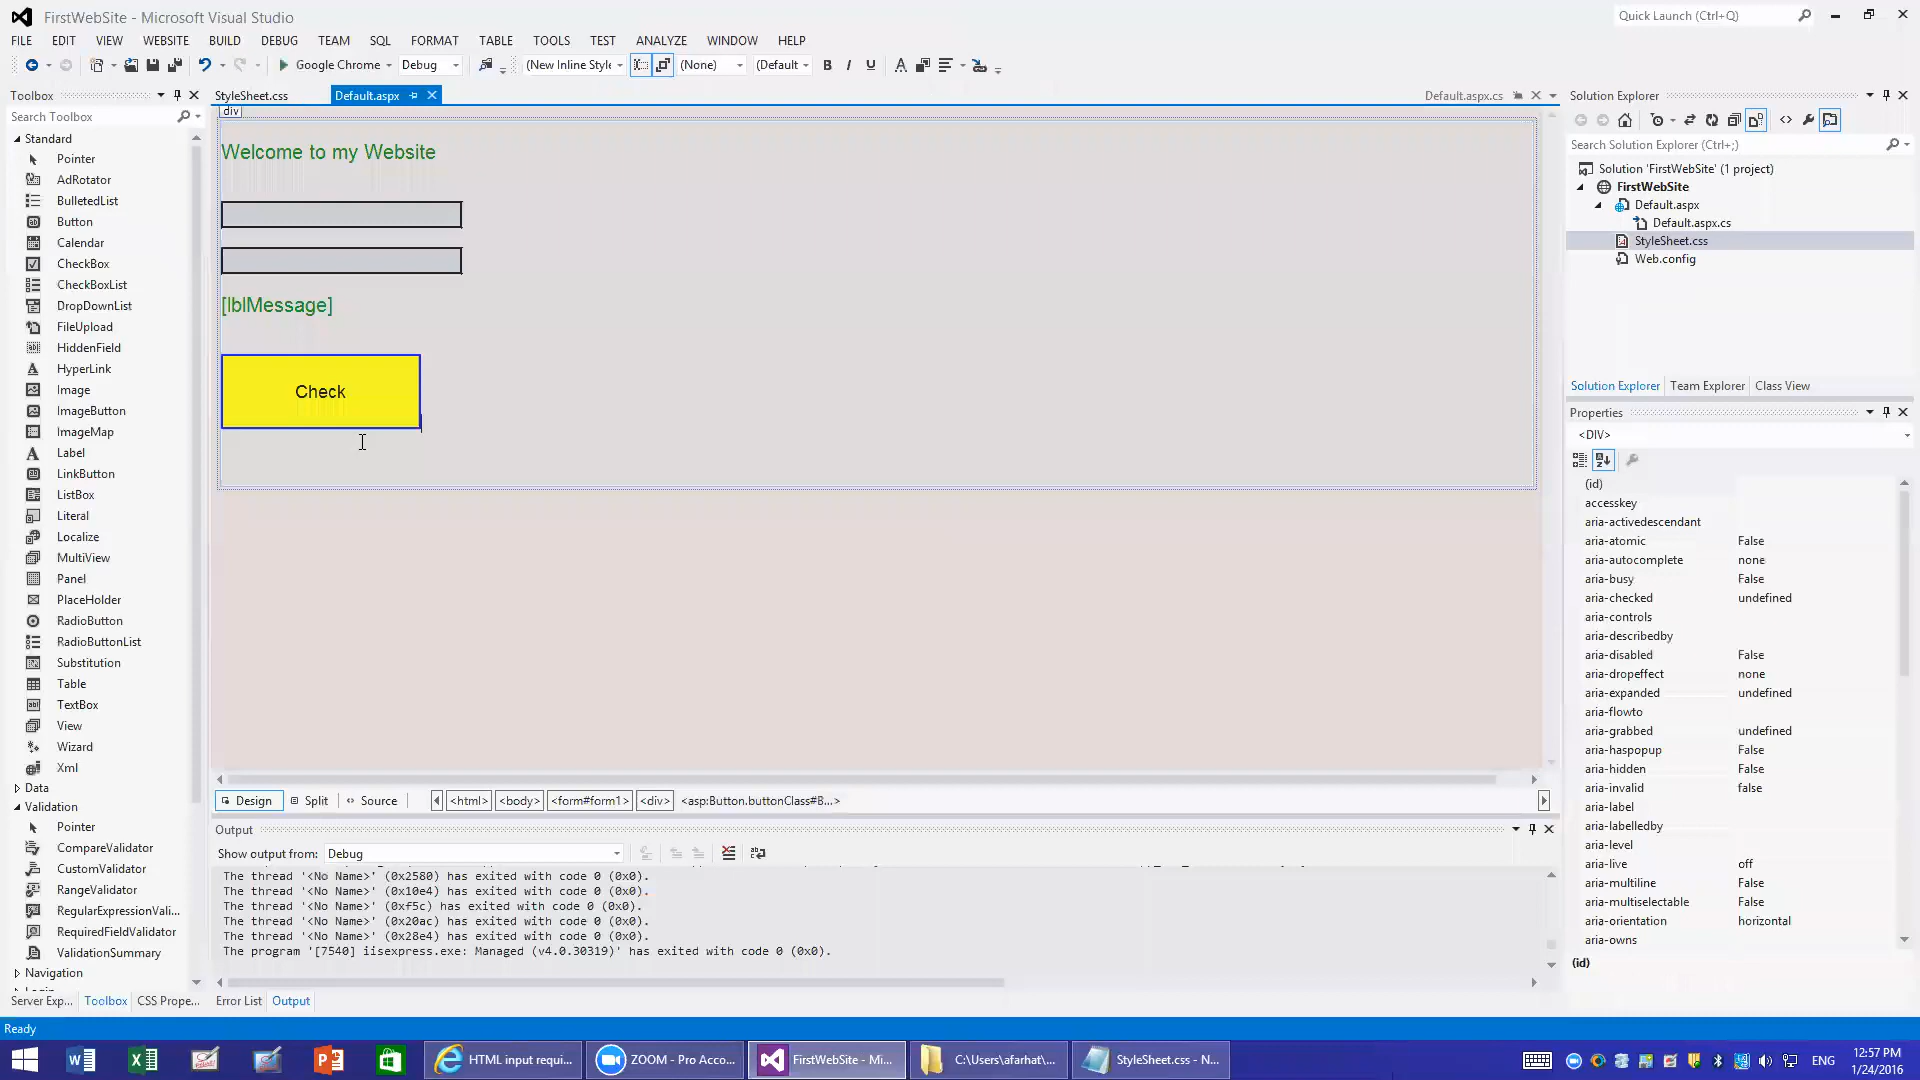 FirstWebSite - Microsoft Visual Studio
Quick Launch (Ctrl+Q)
FILE EDIT VIEW WEBSITE BUILD DEBUG TEAM SQL FORMAT TABLE TOOLS TEST ANALYZE WINDOW HELP
Google Chrome Debug (New Inline Style (None) (Default B I U A
Toolbox
StyleSheet.css
Default.aspx
Default.aspx.cs
Solution Explorer
Search Toolbox
Standard
Pointer
AdRotator
BulletedList
Button
Calendar
CheckBox
CheckBoxList
DropDownList
FileUpload
HiddenField
HyperLink
Image
ImageButton
ImageMap
Label
LinkButton
ListBox
Literal
Localize
MultiView
Panel
PlaceHolder
RadioButton
RadioButtonList
Substitution
Table
TextBox
View
Wizard
Xml
Data
Validation
Pointer
CompareValidator
CustomValidator
RangeValidator
RegularExpressionVali...
RequiredFieldValidator
ValidationSummary
Navigation
Server Exp... Toolbox CSS Prope...
div
Welcome to my Website
[lblMessage]
Check
Design Split Source <html> <body> <form#form1> <div> <asp:Button.buttonClass#B...>
Output
Show output from: Debug
The thread '<No Name>' (0x2580) has exited with code 0 (0x0).
The thread '<No Name>' (0x10e4) has exited with code 0 (0x0).
The thread '<No Name>' (0xf5c) has exited with code 0 (0x0).
The thread '<No Name>' (0x20ac) has exited with code 0 (0x0).
The thread '<No Name>' (0x28e4) has exited with code 0 (0x0).
The program '[7540] iisexpress.exe: Managed (v4.0.30319)' has exited with code 0 (0x0).
Error List Output
Search Solution Explorer (Ctrl+;)
Solution 'FirstWebSite' (1 project)
FirstWebSite
Default.aspx
Default.aspx.cs
StyleSheet.css
Web.config
Solution Explorer Team Explorer Class View
Properties
<DIV>
(id)
accesskey
aria-activedescendant
aria-atomic False
aria-autocomplete none
aria-busy False
aria-checked undefined
aria-controls
aria-describedby
aria-disabled False
aria-dropeffect none
aria-expanded undefined
aria-flowto
aria-grabbed undefined
aria-haspopup False
aria-hidden False
aria-invalid false
aria-label
aria-labelledby
aria-level
aria-live off
aria-multiline False
aria-multiselectable False
aria-orientation horizontal
aria-owns
(id)
Ready
HTML input requi...
ZOOM - Pro Acco...
FirstWebSite - Mi...
C:\Users\afarhat\...
StyleSheet.css - N...
ENG
12:57 PM
1/24/2016